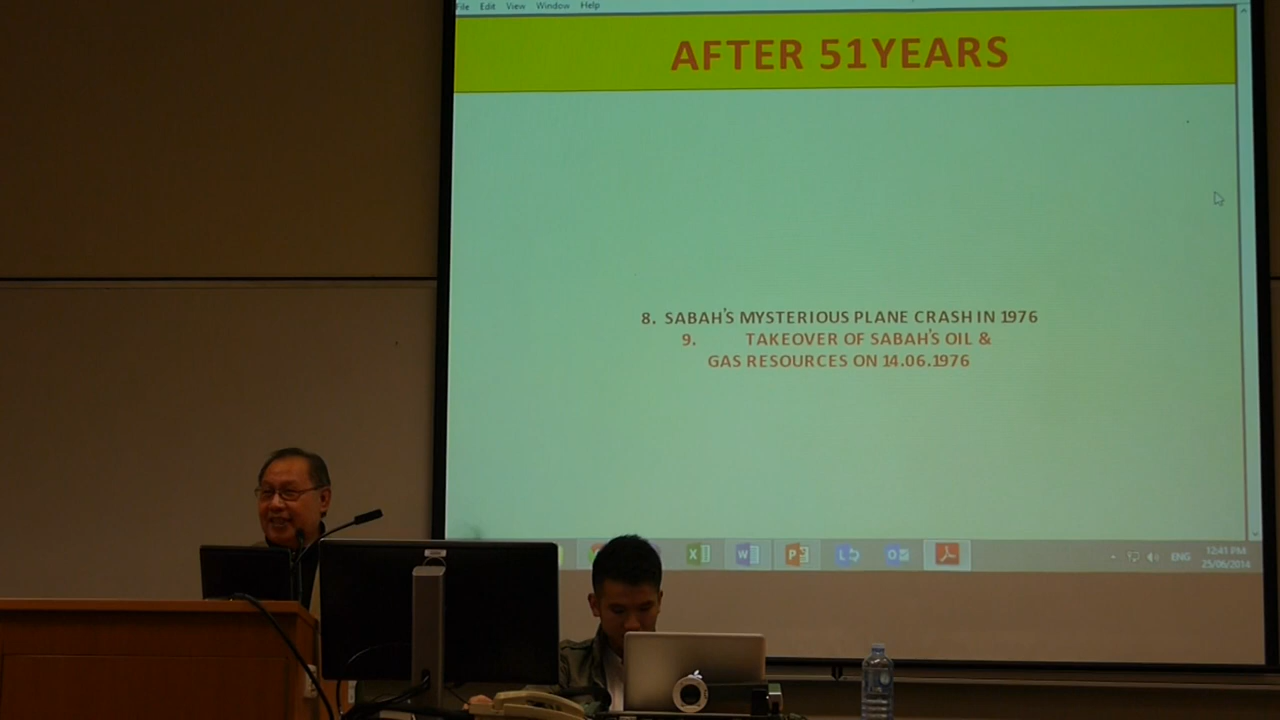 File Edit View Window Help
AFTER 51YEARS
8. SABAH'S MYSTERIOUS PLANE CRASH IN 1976
9. TAKEOVER OF SABAH'S OIL &
GAS RESOURCES ON 14.06.1976
ENG
12:41 PM
25/06/2014